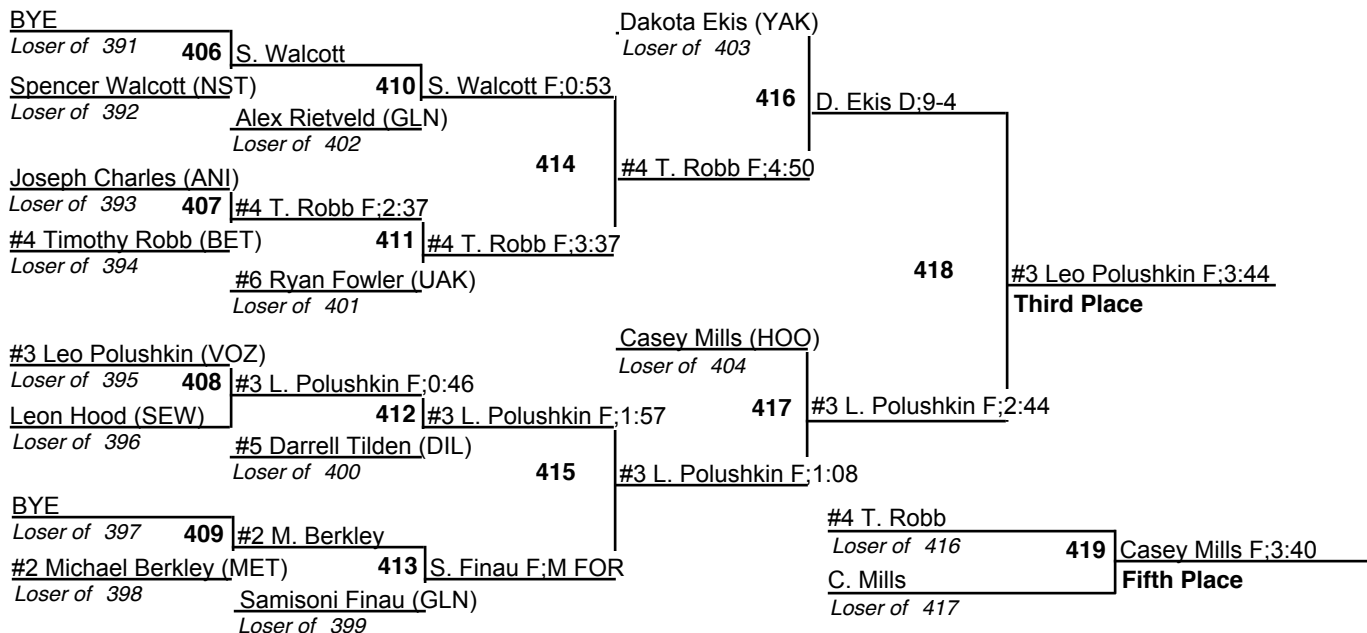 BYE
Loser of 391
406
S. Walcott
Spencer Walcott (NST)
Loser of 392
410
S. Walcott F;0:53
Alex Rietveld (GLN)
Loser of 402
Joseph Charles (ANI)
Loser of 393
407
#4 T. Robb F;2:37
#4 Timothy Robb (BET)
Loser of 394
411
#4 T. Robb F;3:37
#6 Ryan Fowler (UAK)
Loser of 401
414
#4 T. Robb F;4:50
Dakota Ekis (YAK)
Loser of 403
416
D. Ekis D;9-4
#3 Leo Polushkin (VOZ)
Loser of 395
408
#3 L. Polushkin F;0:46
Leon Hood (SEW)
Loser of 396
412
#3 L. Polushkin F;1:57
#5 Darrell Tilden (DIL)
Loser of 400
BYE
Loser of 397
409
#2 M. Berkley
#2 Michael Berkley (MET)
Loser of 398
413
S. Finau F;M FOR
Samisoni Finau (GLN)
Loser of 399
415
#3 L. Polushkin F;1:08
Casey Mills (HOO)
Loser of 404
417
#3 L. Polushkin F;2:44
418
#3 Leo Polushkin F;3:44
Third Place
#4 T. Robb
Loser of 416
419
Casey Mills F;3:40
Fifth Place
C. Mills
Loser of 417